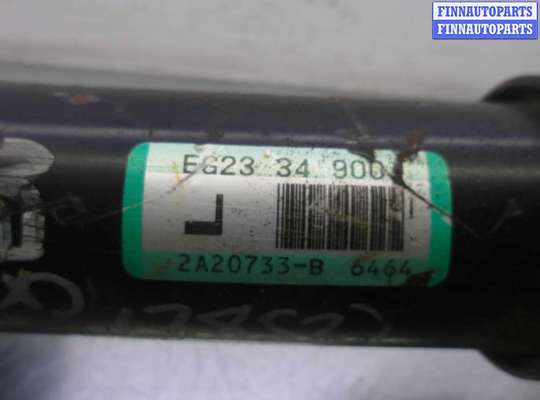 FINNAUTOPARTS
FINNAUTOPARTS
EG23 34 900
L
2A20733-B 6464